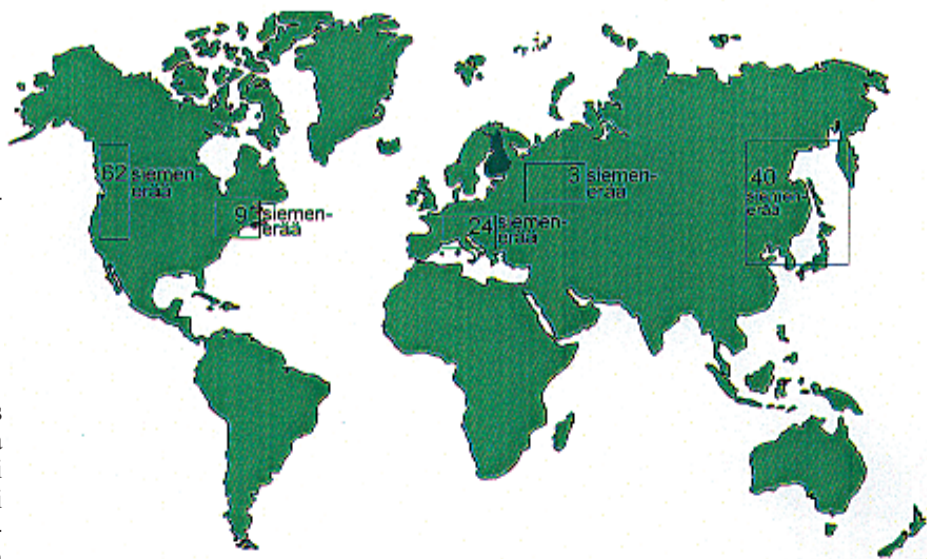 62 siemen-
erää
9 siemen-
erää
24 siemen-
erää
3 siemen-
erää
40
siemen-
erää